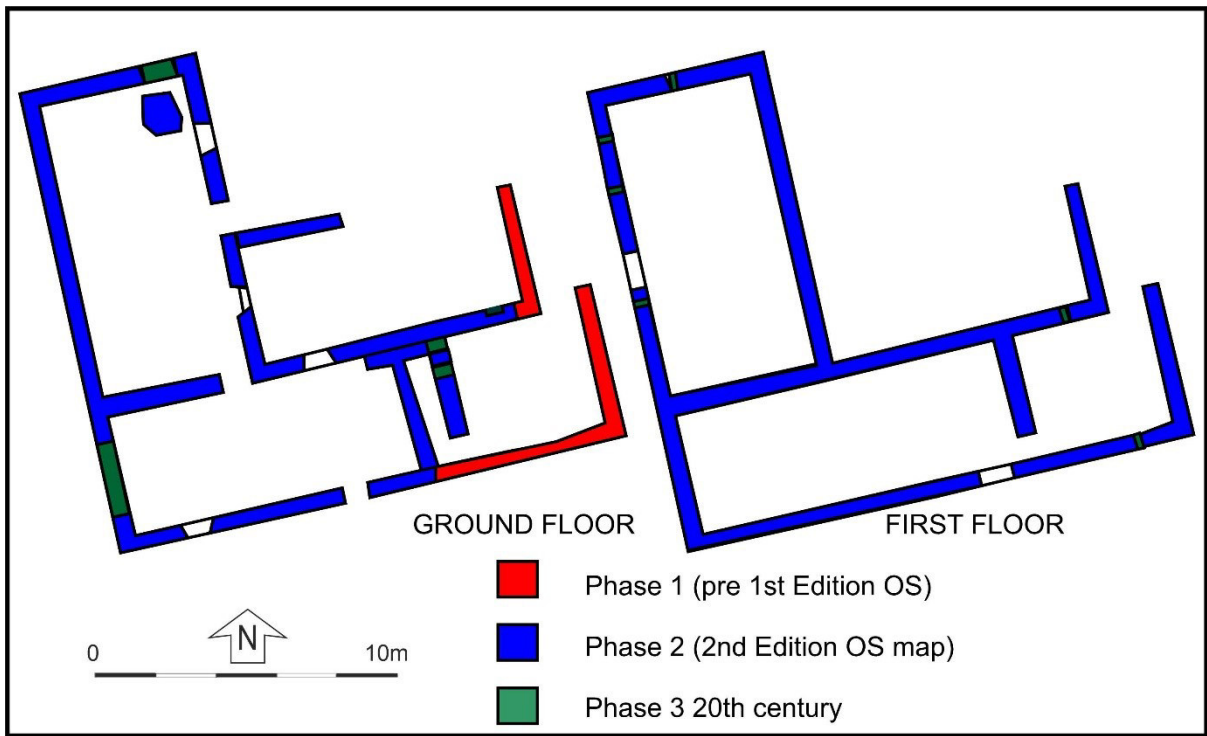 GROUND FLOOR
FIRST FLOOR
Phase 1 (pre 1st Edition OS)
Phase 2 (2nd Edition OS map)
Phase 3 20th century
N
0
10m